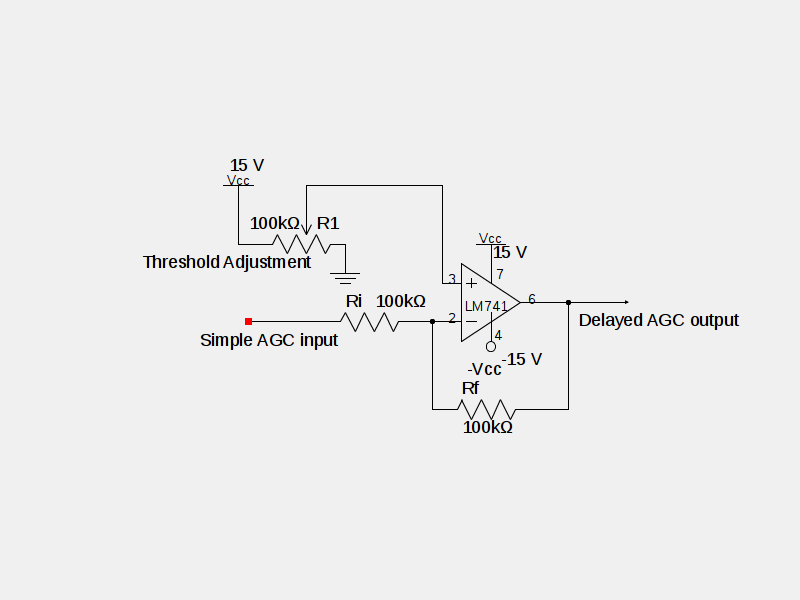 15 V
Vcc
100kΩ R1
Threshold Adjustment
Vcc
15 V
7
3
Ri 100kΩ
LM741
6
2
Simple AGC input
Delayed AGC output
4
-Vcc -15 V
Rf
100kΩ